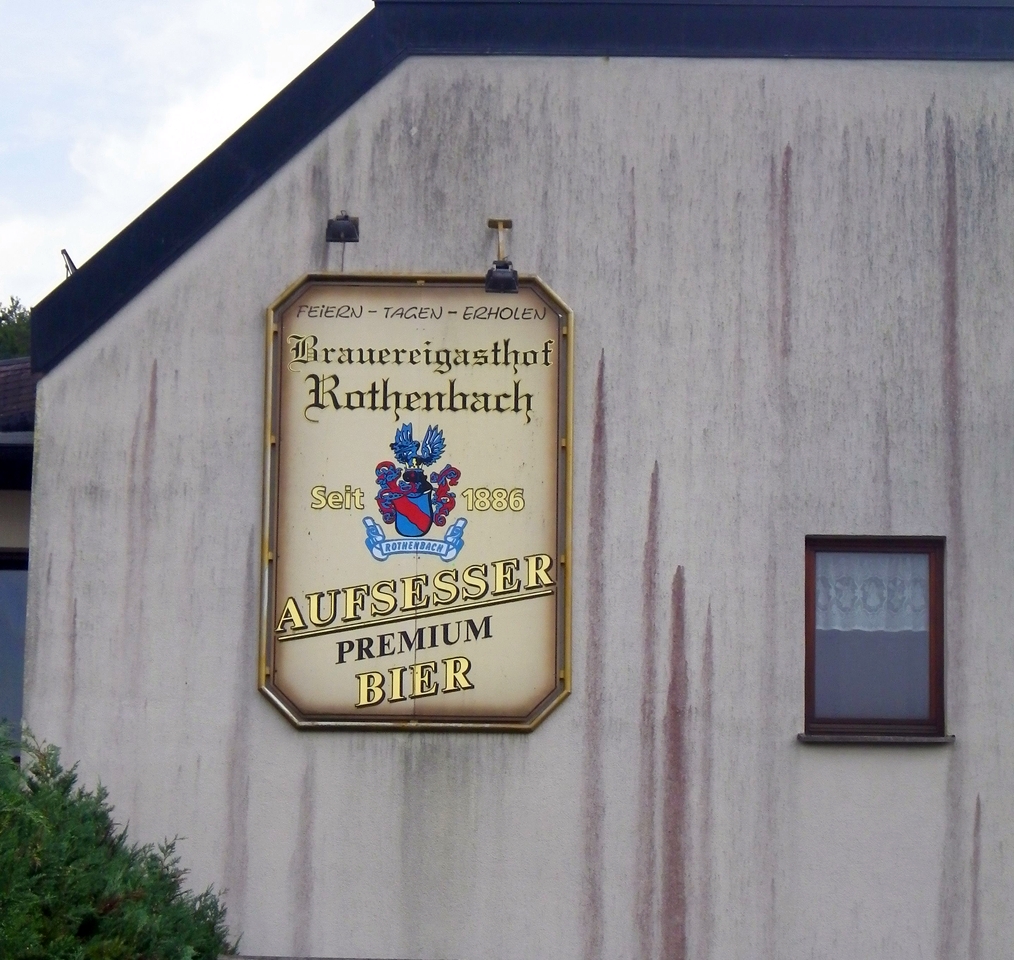 FEIERN - TAGEN - ERHOLEN
Brauereigasthof
Rothenbach
Seit 1886
ROTHENBACH
AUFSESSER
PREMIUM
BIER